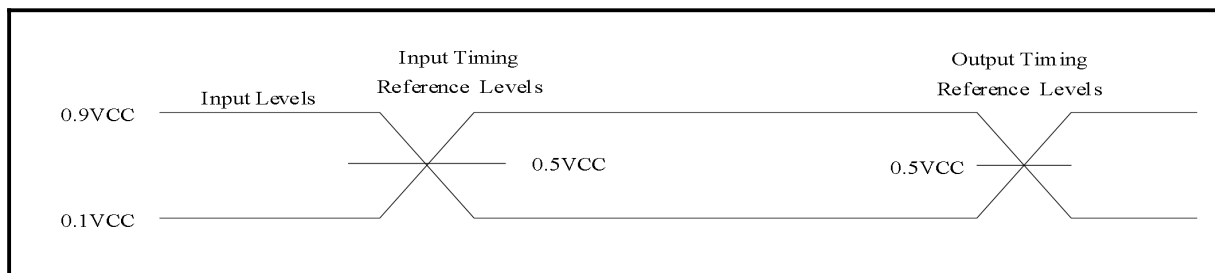 Input Timing
Reference Levels
Output Timing
Reference Levels
Input Levels
0.9VCC
0.5VCC
0.5VCC
0.1VCC